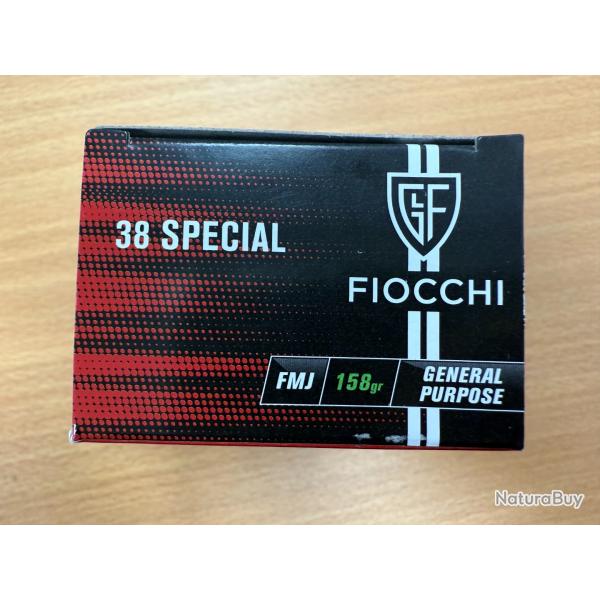 GF
38 SPECIAL
FIOCCHI
FMJ 158gr GENERAL
PURPOSE
NaturaBuy